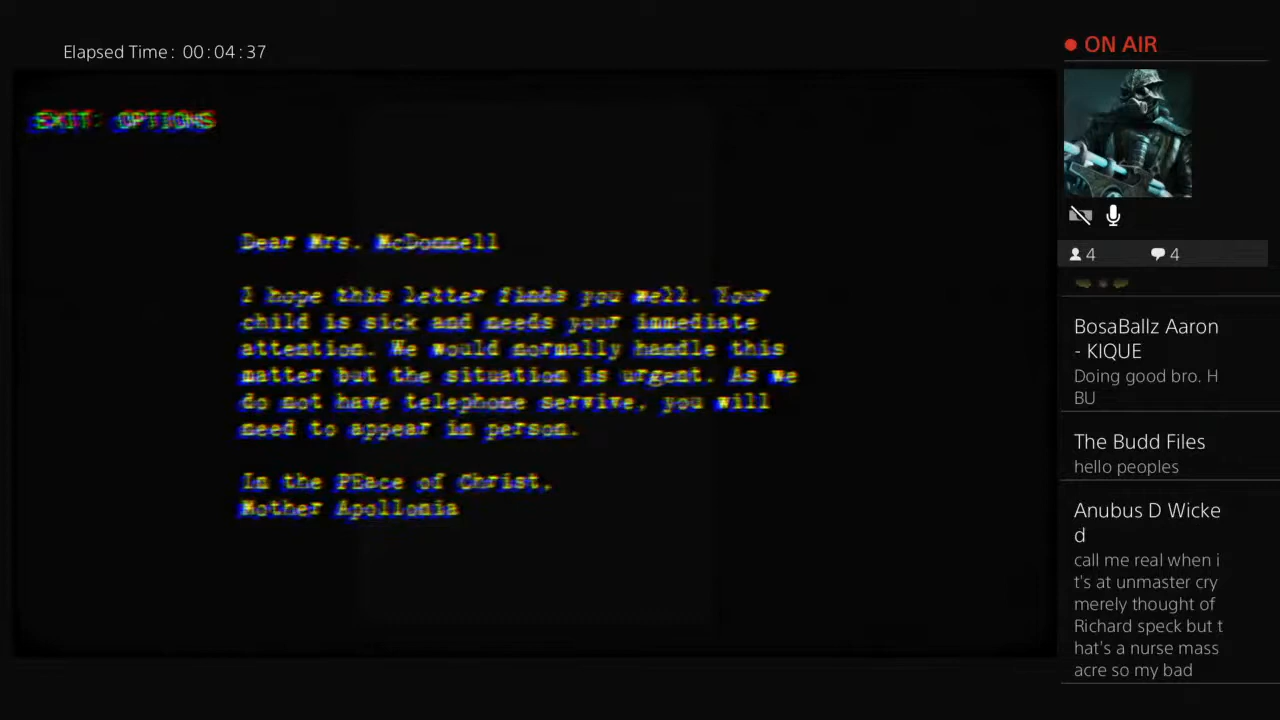 Elapsed Time: 00:04:37
ON AIR
EXIT: OPTIONS
4
4
Dear Mrs. McDonnell
I hope this letter finds you well. Your
child is sick and needs your immediate
attention. We would normally handle this
matter but the situation is urgent. As we
do not have telephone servive, you will
need to appear in person.
In the PEace of Christ,
Mother Apollonia
BosaBallz Aaron
- KIQUE
Doing good bro. H
BU
The Budd Files
hello peoples
Anubus D Wicke
d
call me real when i
t's at unmaster cry
merely thought of
Richard speck but t
hat's a nurse mass
acre so my bad